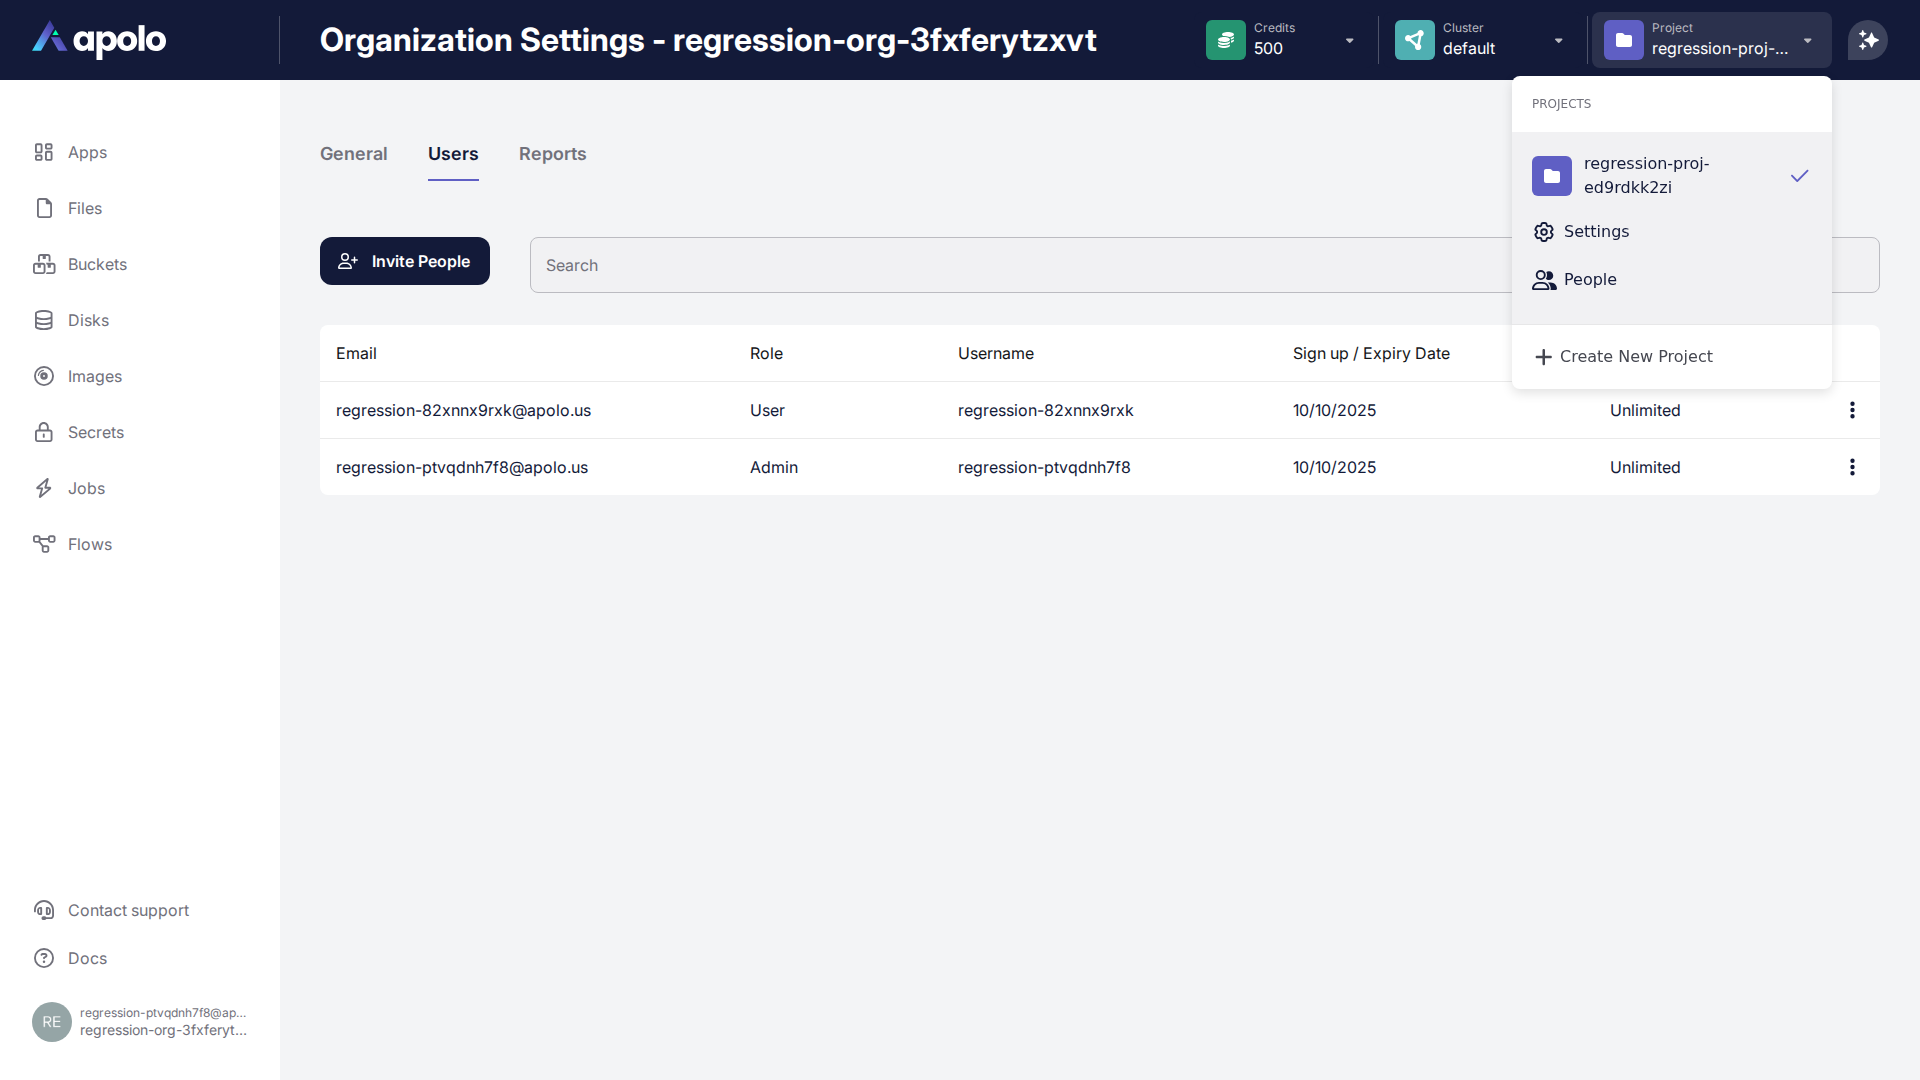 apolo
Organization Settings - regression-org-3fxferytzxvt
Credits
500
Cluster
default
Project
regression-proj-...
PROJECTS
regression-proj-
ed9rdkk2zi
Settings
People
Create New Project
Apps
Files
Buckets
Disks
Images
Secrets
Jobs
Flows
General Users Reports
Invite People
Search
Email Role Username Sign up / Expiry Date
regression-82xnnx9rxk@apolo.us User regression-82xnnx9rxk 10/10/2025 Unlimited
regression-ptvqdnh7f8@apolo.us Admin regression-ptvqdnh7f8 10/10/2025 Unlimited
Contact support
Docs
RE
regression-ptvqdnh7f8@ap...
regression-org-3fxferyt...